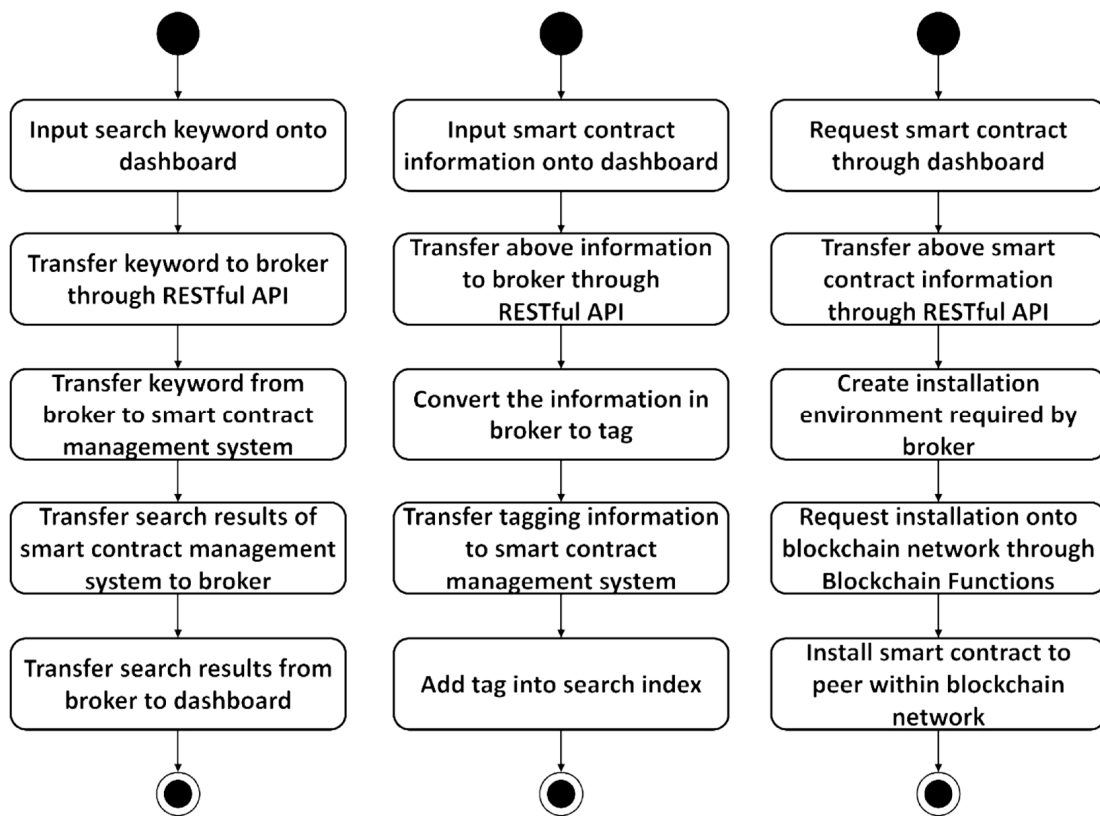 Input search keyword onto
dashboard
Transfer keyword to broker
through RESTful API
Transfer keyword from
broker to smart contract
management system
Transfer search results of
smart contract management
system to broker
Transfer search results from
broker to dashboard
Input smart contract
information onto dashboard
Transfer above information
to broker through
RESTful API
Convert the information in
broker to tag
Transfer tagging information
to smart contract
management system
Add tag into search index
Request smart contract
through dashboard
Transfer above smart
contract information
through RESTful API
Create installation
environment required by
broker
Request installation onto
blockchain network through
Blockchain Functions
Install smart contract to
peer within blockchain
network